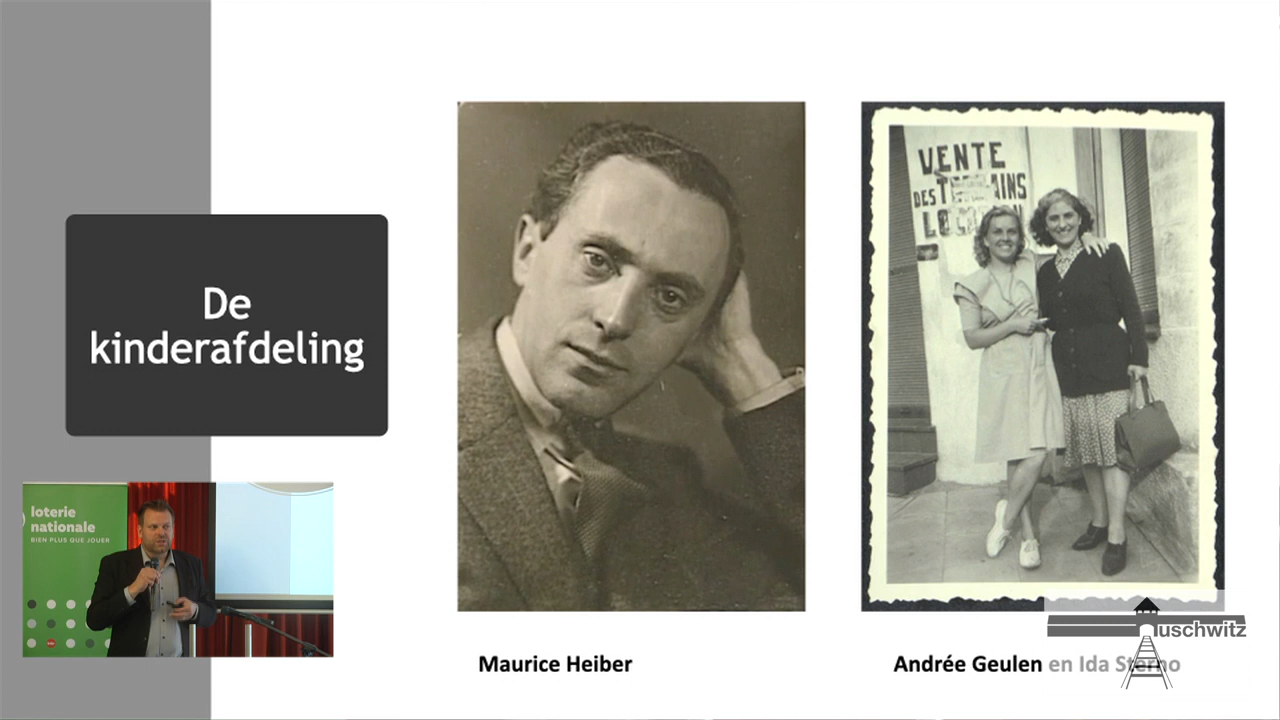 De
kinderafdeling
VENTE
DES
loterie
nationale
BIEN PLUS QUE JOUER
Maurice Heiber
Andrée Geulen en Ida Sterno
uschwitz